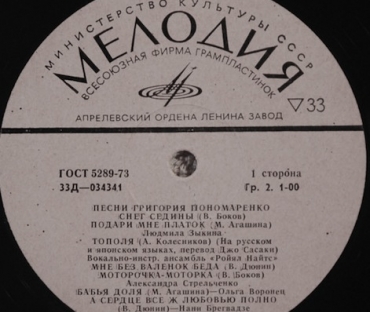 МИНИСТЕРСТВО КУЛЬТУРЫ СССР
МЕЛОДИЯ
ВСЕСОЮЗНАЯ ФИРМА ГРАМПЛАСТИНОК
33
АПРЕЛЕВСКИЙ ОРДЕНА ЛЕНИНА ЗАВОД
ГОСТ 5289-73
1 сторона
33Д—034341
Гр. 2. 1-00
ПЕСНИ ГРИГОРИЯ ПОНОМАРЕНКО
СНЕГ СЕДИНЫ (В. Боков)
ПОДАРИ МНЕ ПЛАТОК (М. Агашина)
Людмила Зыкина
ТОПОЛЯ (А. Колесников) (На русском
и японском языках, перевод Джо Сасаки)
Вокально-инстр. ансамбль «Ройял Найтс»
МНЕ БЕЗ ВАЛЕНОК БЕДА (В. Дюнин)
МОТОРОЧКА-МОТОРКА (В. Боков)
Александра Стрельченко
БАБЬЯ ДОЛЯ (М. Агашина)—Ольга Воронец
А СЕРДЦЕ ВСЕ Ж ЛЮБОВЬЮ ПОЛНО
(В. Дюнин)—Нани Брегвадзе